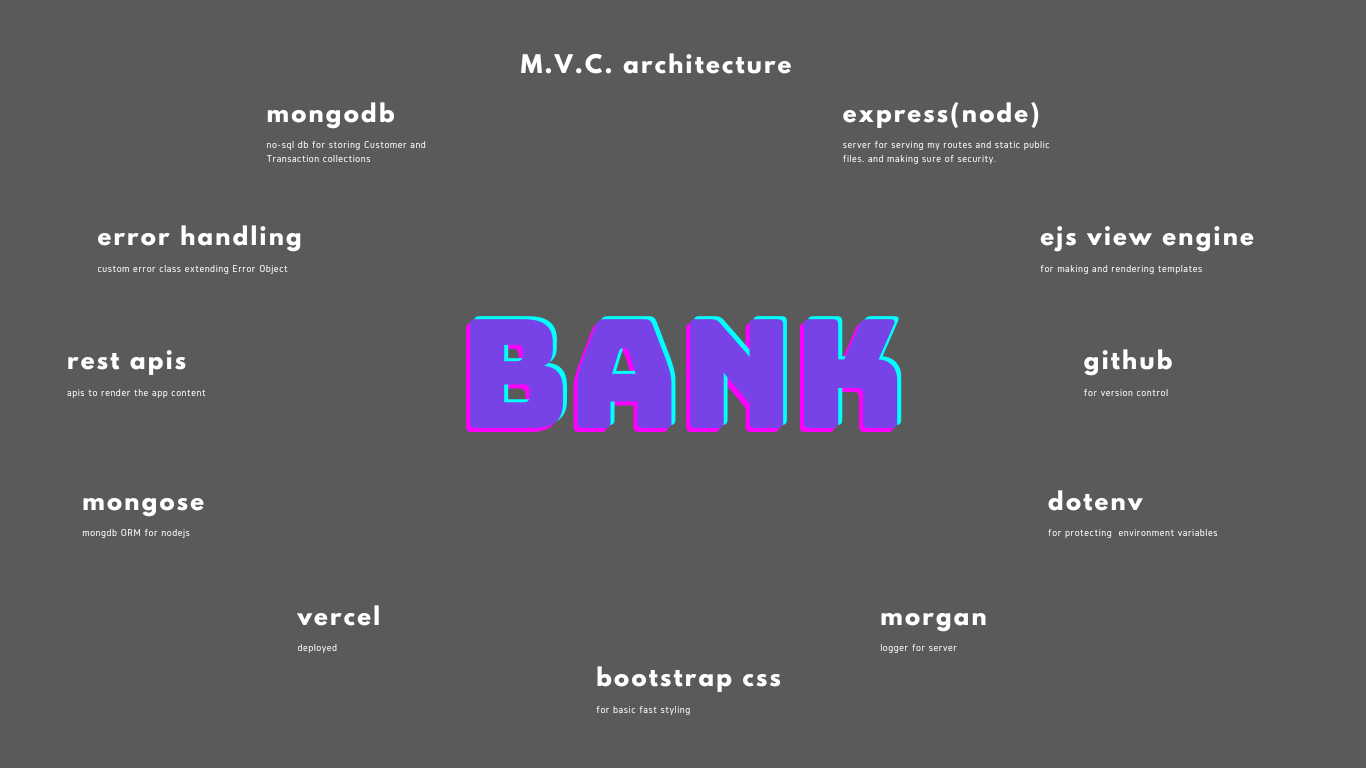 M.V.C. architecture
mongodb
no-sql db for storing Customer and
Transaction collections
express(node)
server for serving my routes and static public
files. and making sure of security.
error handling
custom error class extending Error Object
ejs view engine
for making and rendering templates
BANK
rest apis
apis to render the app content
github
for version control
mongose
mongdb ORM for nodejs
dotenv
for protecting  environment variables
vercel
deployed
morgan
logger for server
bootstrap css
for basic fast styling